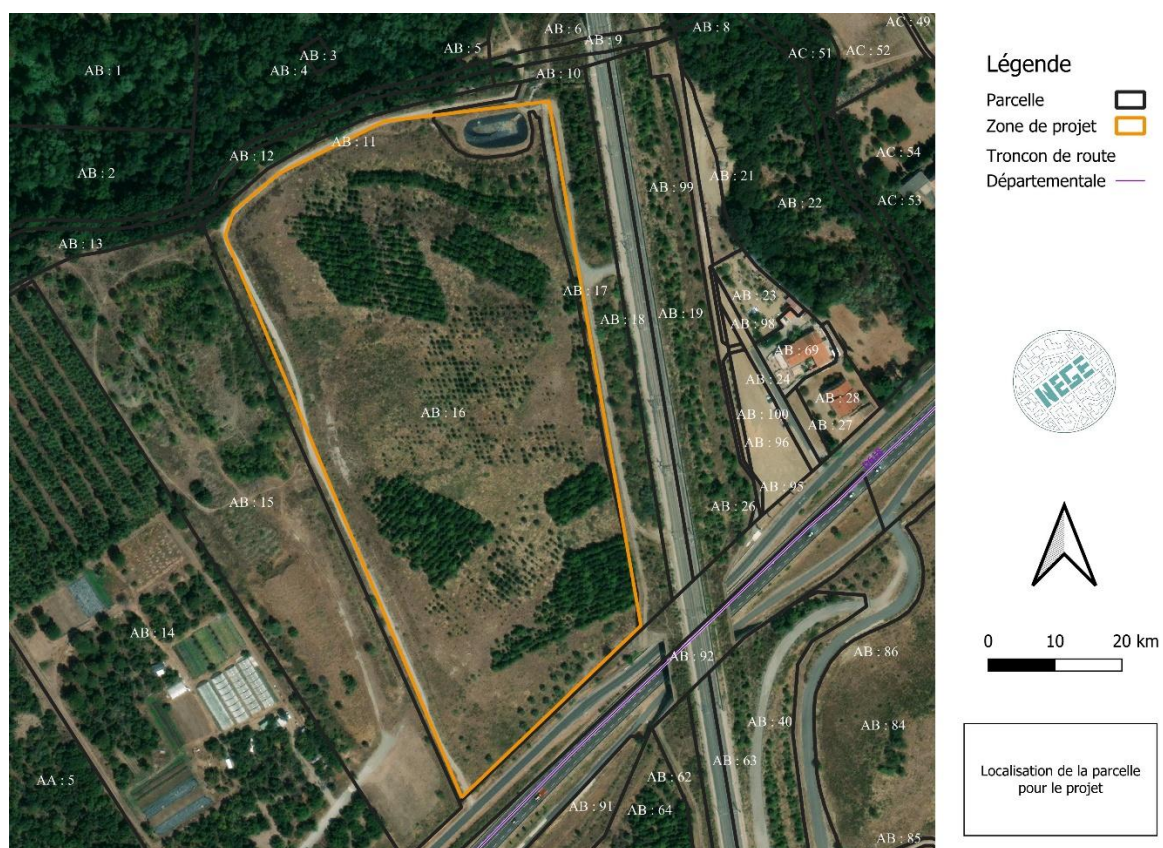 AC : 49
AB : 6
AB : 8
AB : 9
AB : 5
AB : 3
AB : 4
AB : 1
AC : 51
AC : 52
AB : 10
AB : 11
AB : 12
AC : 54
AB : 2
AB : 21
AB : 99
AC : 53
AB : 22
AB : 13
AB : 17
AB : 23
AB : 18
AB : 19
AB : 98
AB : 69
AB : 24
AB : 28
AB : 16
AB : 100
AB : 27
AB : 96
AB : 95
AB : 15
AB : 26
AB : 14
AB : 92
AB : 86
AB : 40
AB : 84
AB : 63
AA : 5
AB : 62
AB : 91
AB : 64
AB : 85
Légende
Parcelle
Zone de projet
Troncon de route
Départementale
NEGE
0 10 20 km
Localisation de la parcelle
pour le projet